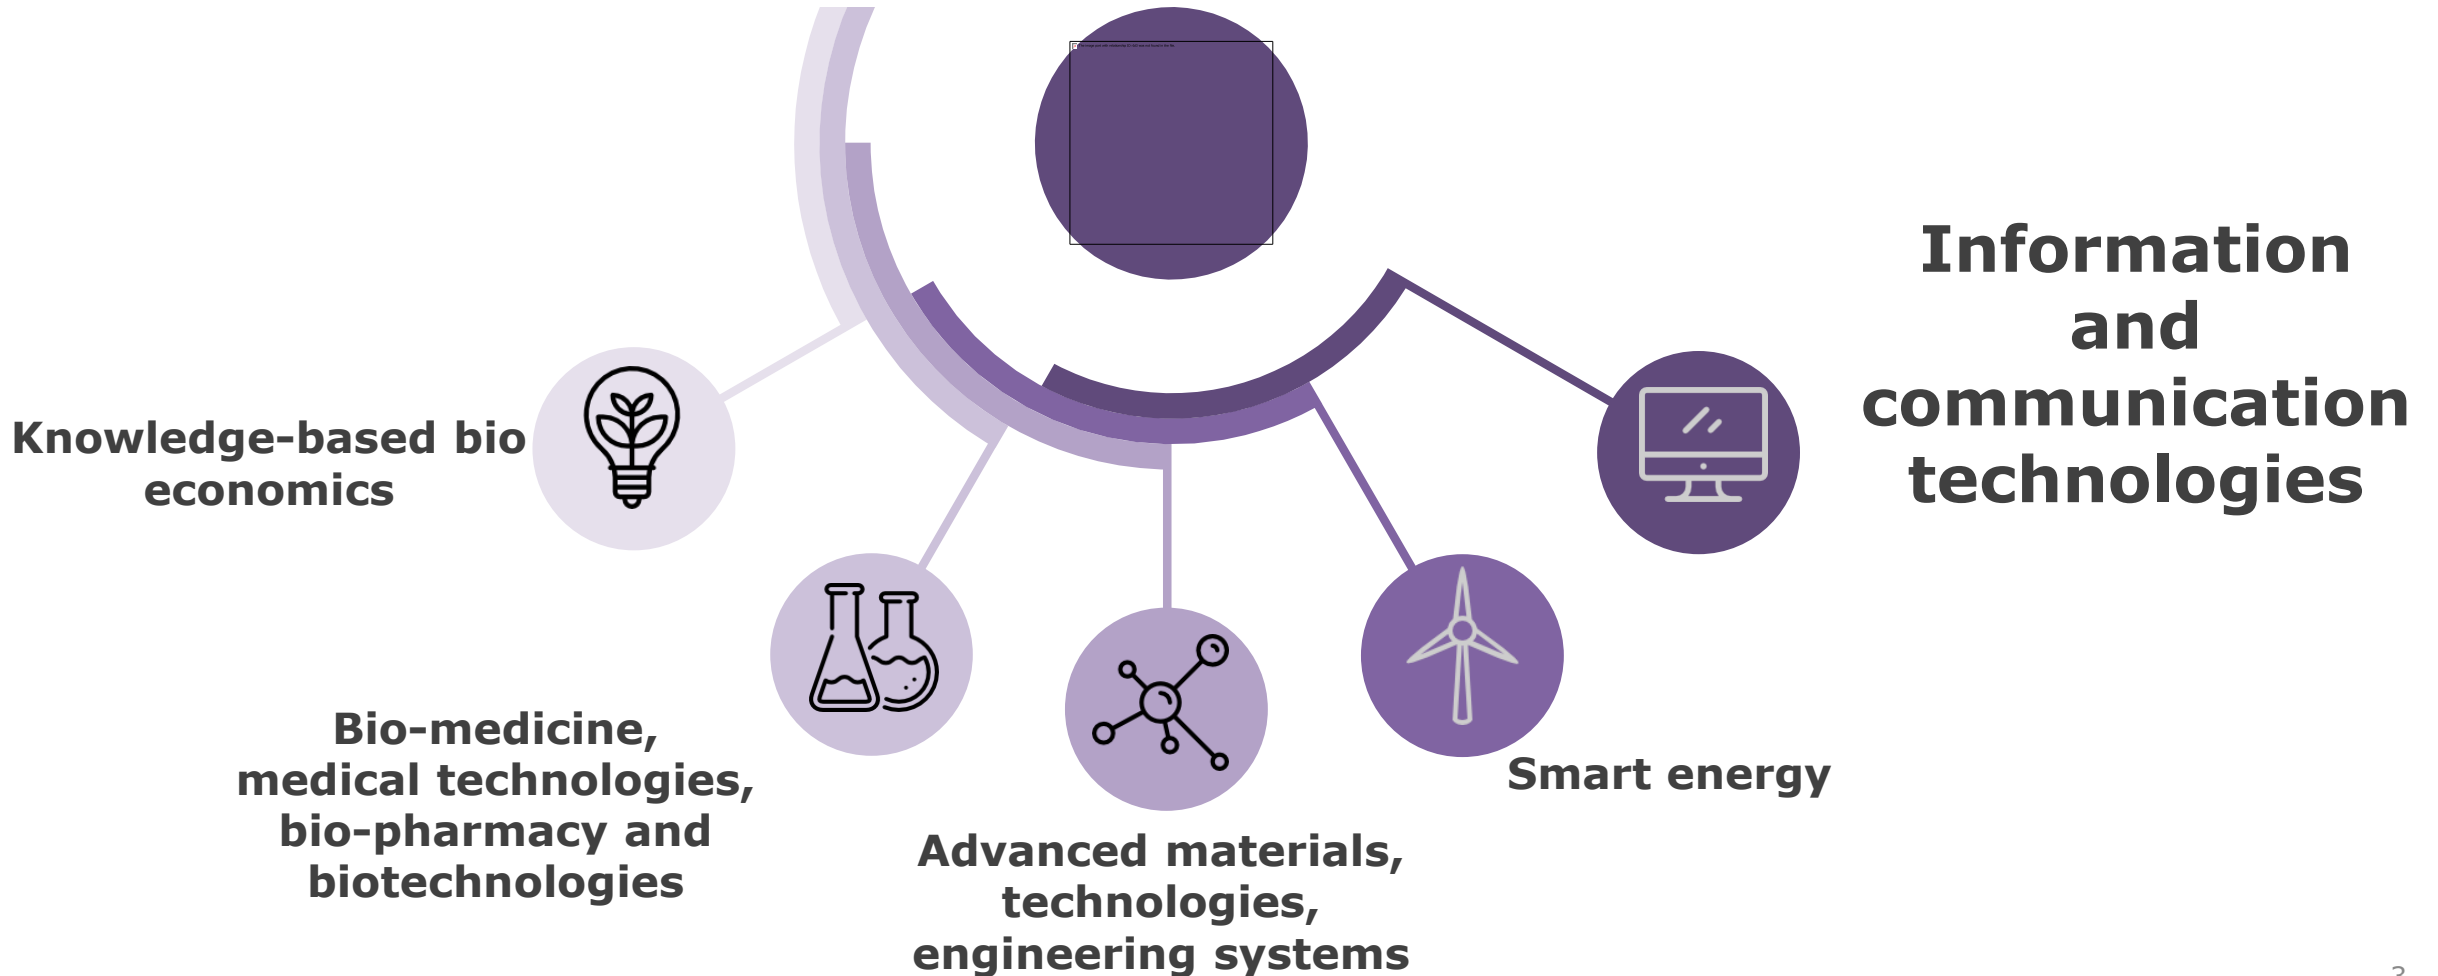 Information
and
communication
technologies
Knowledge-based bio
economics
Bio-medicine,
medical technologies,
bio-pharmacy and
biotechnologies
Smart energy
Advanced materials,
technologies,
engineering systems
3